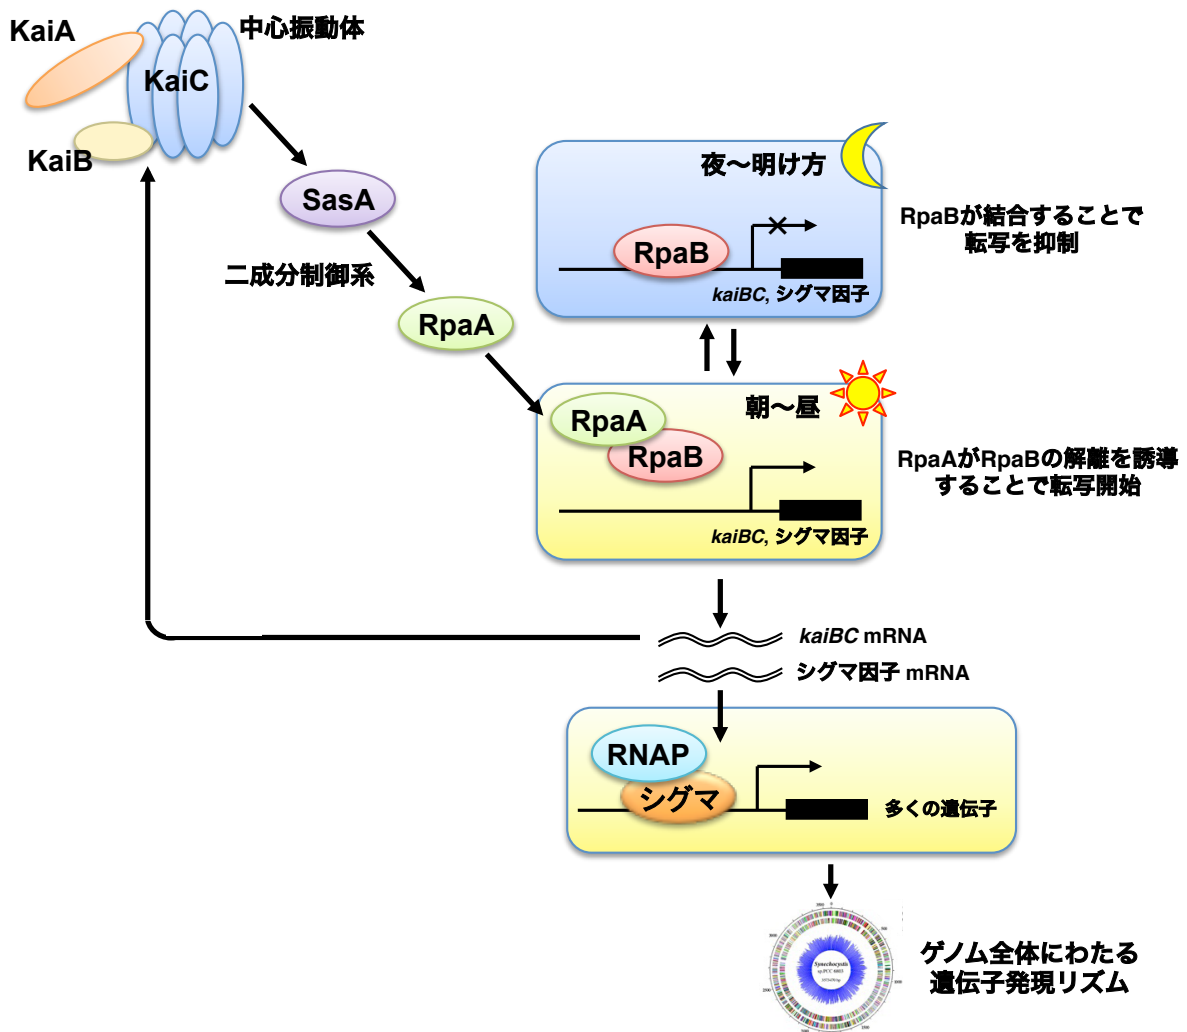 KaiA
中心振動体
KaiC
KaiB
SasA
二成分制御系
RpaA
夜〜明け方
RpaB
kaiBC, シグマ因子
RpaBが結合することで
転写を抑制
朝〜昼
RpaA
RpaB
kaiBC, シグマ因子
RpaAがRpaBの解離を誘導
することで転写開始
kaiBC mRNA
シグマ因子 mRNA
RNAP
シグマ
多くの遺伝子
Synechocystis
ゲノム全体にわたる
遺伝子発現リズム